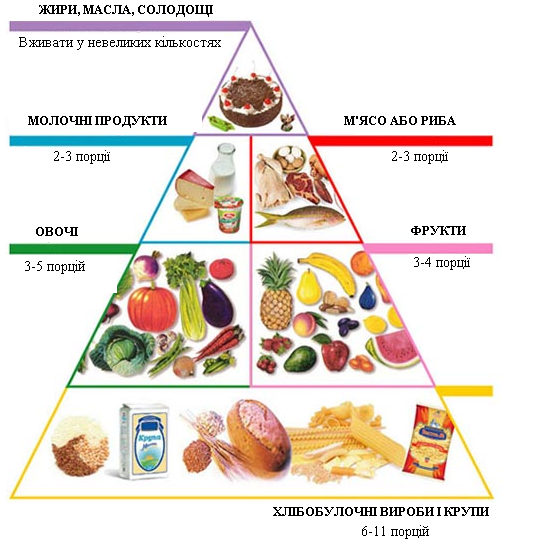 ЖИРИ, МАСЛА, СОЛОДОЩІ
Вживати у невеликих кількостях
МОЛОЧНІ ПРОДУКТИ
2-3 порції
М'ЯСО АБО РИБА
2-3 порції
ОВОЧІ
3-5 порцій
ФРУКТИ
3-4 порції
Крупа
ХЛІБОБУЛОЧНІ ВИРОБИ І КРУПИ
6-11 порцій